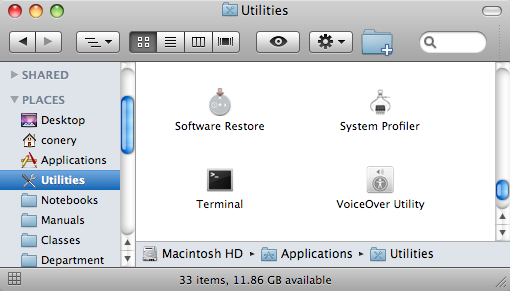 Utilities
SHARED
PLACES
Desktop
conery
Applications
Utilities
Notebooks
Manuals
Classes
Department
Software Restore
System Profiler
Terminal
VoiceOver Utility
Macintosh HD ▸ Applications ▸ Utilities
33 items, 11.86 GB available